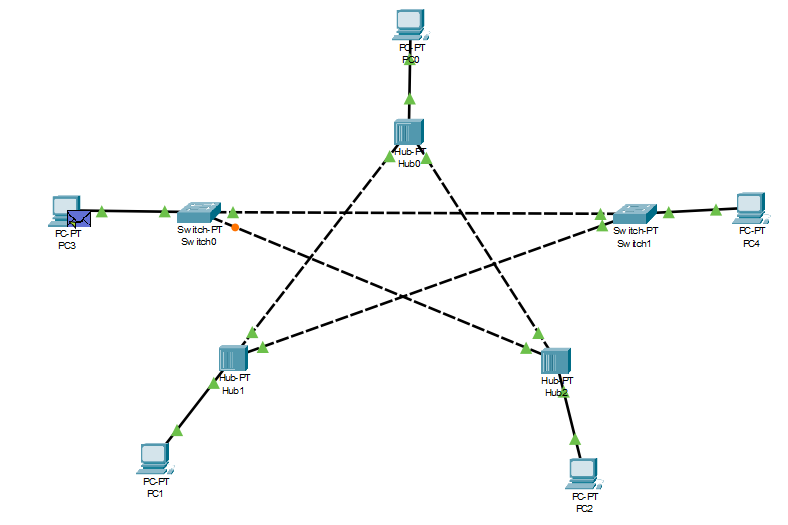 PC-PT
PC0
Hub-PT
Hub0
PC-PT
PC3
Switch-PT
Switch0
Switch-PT
Switch1
PC-PT
PC4
Hub-PT
Hub1
Hub-PT
Hub2
PC-PT
PC1
PC-PT
PC2